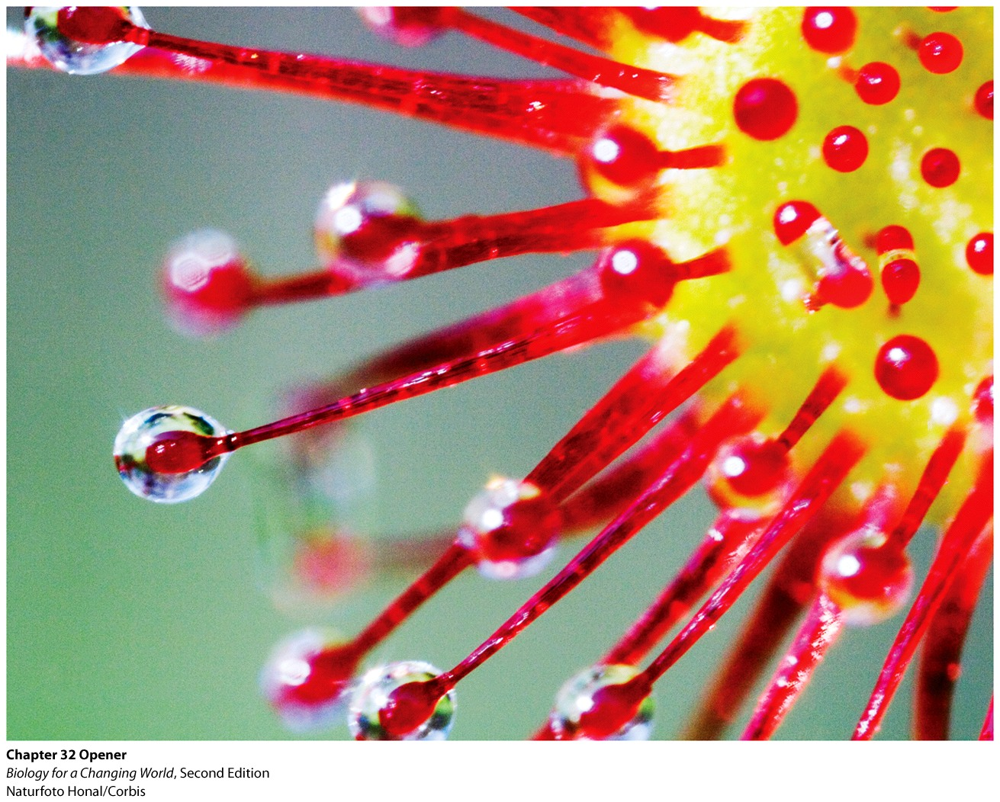 Chapter 32 Opener
Biology for a Changing World, Second Edition
Naturfoto Honal/Corbis